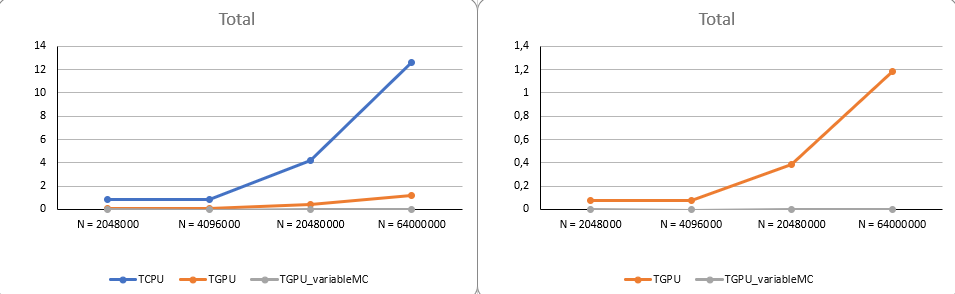 Total
14
12
10
8
6
4
2
0
N = 2048000 N = 4096000 N = 20480000 N = 64000000
TCPU TGPU TGPU_variableMC
Total
1,4
1,2
1
0,8
0,6
0,4
0,2
0
N = 2048000 N = 4096000 N = 20480000 N = 64000000
TGPU TGPU_variableMC